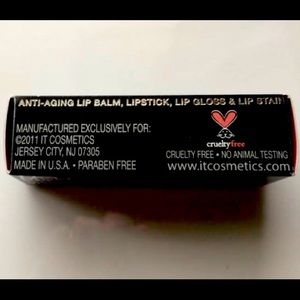 ANTI-AGING LIP BALM, LIPSTICK, LIP GLOSS & LIP STAIN
MANUFACTURED EXCLUSIVELY FOR:
©2011 IT COSMETICS
JERSEY CITY, NJ 07305
MADE IN U.S.A. • PARABEN FREE
crueltyfree
CRUELTY FREE • NO ANIMAL TESTING
www.itcosmetics.com